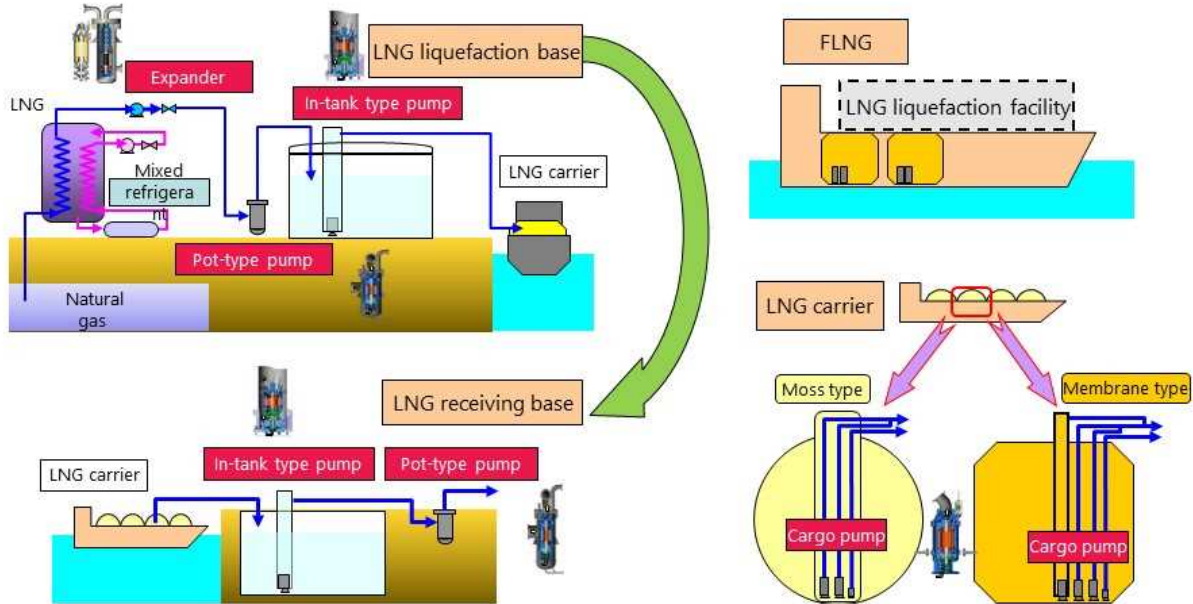 LNG liquefaction base
In-tank type pump
Expander
LNG
Mixed
refrigera
nt
LNG carrier
Pot-type pump
Natural
gas
LNG receiving base
In-tank type pump
Pot-type pump
LNG carrier
FLNG
LNG liquefaction facility
LNG carrier
Moss type
Membrane type
Cargo pump
Cargo pump